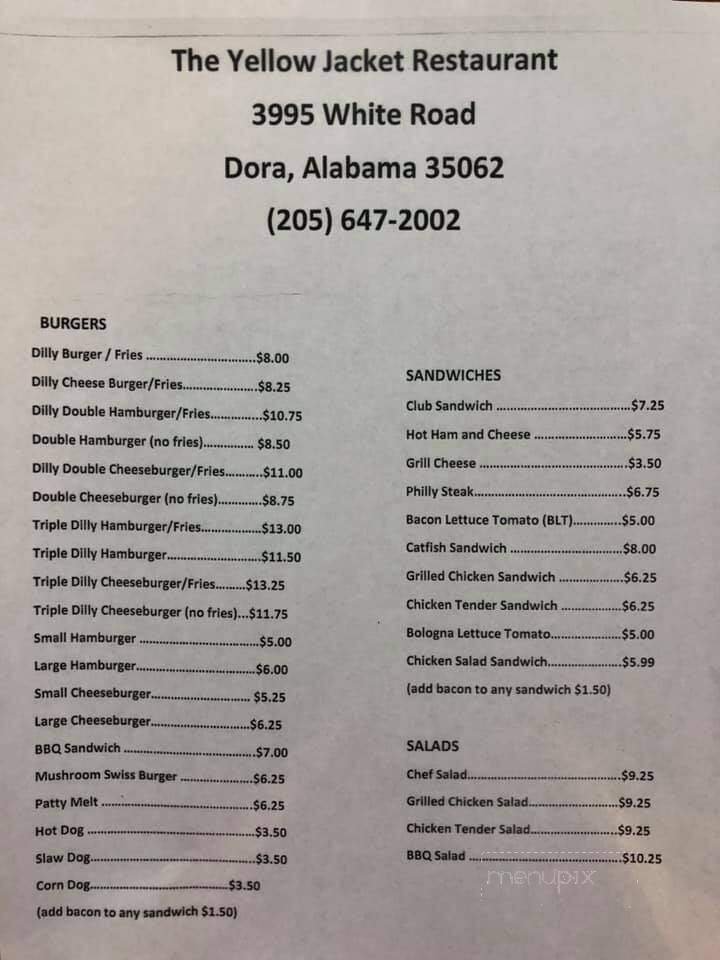 The Yellow Jacket Restaurant
3995 White Road
Dora, Alabama 35062
(205) 647-2002
BURGERS
Dilly Burger / Fries ................................$8.00
Dilly Cheese Burger/Fries......................$8.25
Dilly Double Hamburger/Fries...............$10.75
Double Hamburger (no fries)............... $8.50
Dilly Double Cheeseburger/Fries...........$11.00
Double Cheeseburger (no fries).............$8.75
Triple Dilly Hamburger/Fries.................$13.00
Triple Dilly Hamburger...........................$11.50
Triple Dilly Cheeseburger/Fries........$13.25
Triple Dilly Cheeseburger (no fries)...$11.75
Small Hamburger ...................................$5.00
Large Hamburger...................................$6.00
Small Cheeseburger............................. $5.25
Large Cheeseburger.............................$6.25
BBQ Sandwich ......................................$7.00
Mushroom Swiss Burger .....................$6.25
Patty Melt ............................................$6.25
Hot Dog .................................................$3.50
Slaw Dog................................................$3.50
Corn Dog........................................$3.50
(add bacon to any sandwich $1.50)
SANDWICHES
Club Sandwich .......................................$7.25
Hot Ham and Cheese ...........................$5.75
Grill Cheese ...........................................$3.50
Philly Steak............................................$6.75
Bacon Lettuce Tomato (BLT)..............$5.00
Catfish Sandwich .................................$8.00
Grilled Chicken Sandwich ...................$6.25
Chicken Tender Sandwich ..................$6.25
Bologna Lettuce Tomato.....................$5.00
Chicken Salad Sandwich......................$5.99
(add bacon to any sandwich $1.50)
SALADS
Chef Salad.............................................$9.25
Grilled Chicken Salad..........................$9.25
Chicken Tender Salad..........................$9.25
BBQ Salad .............................................$10.25
menupix